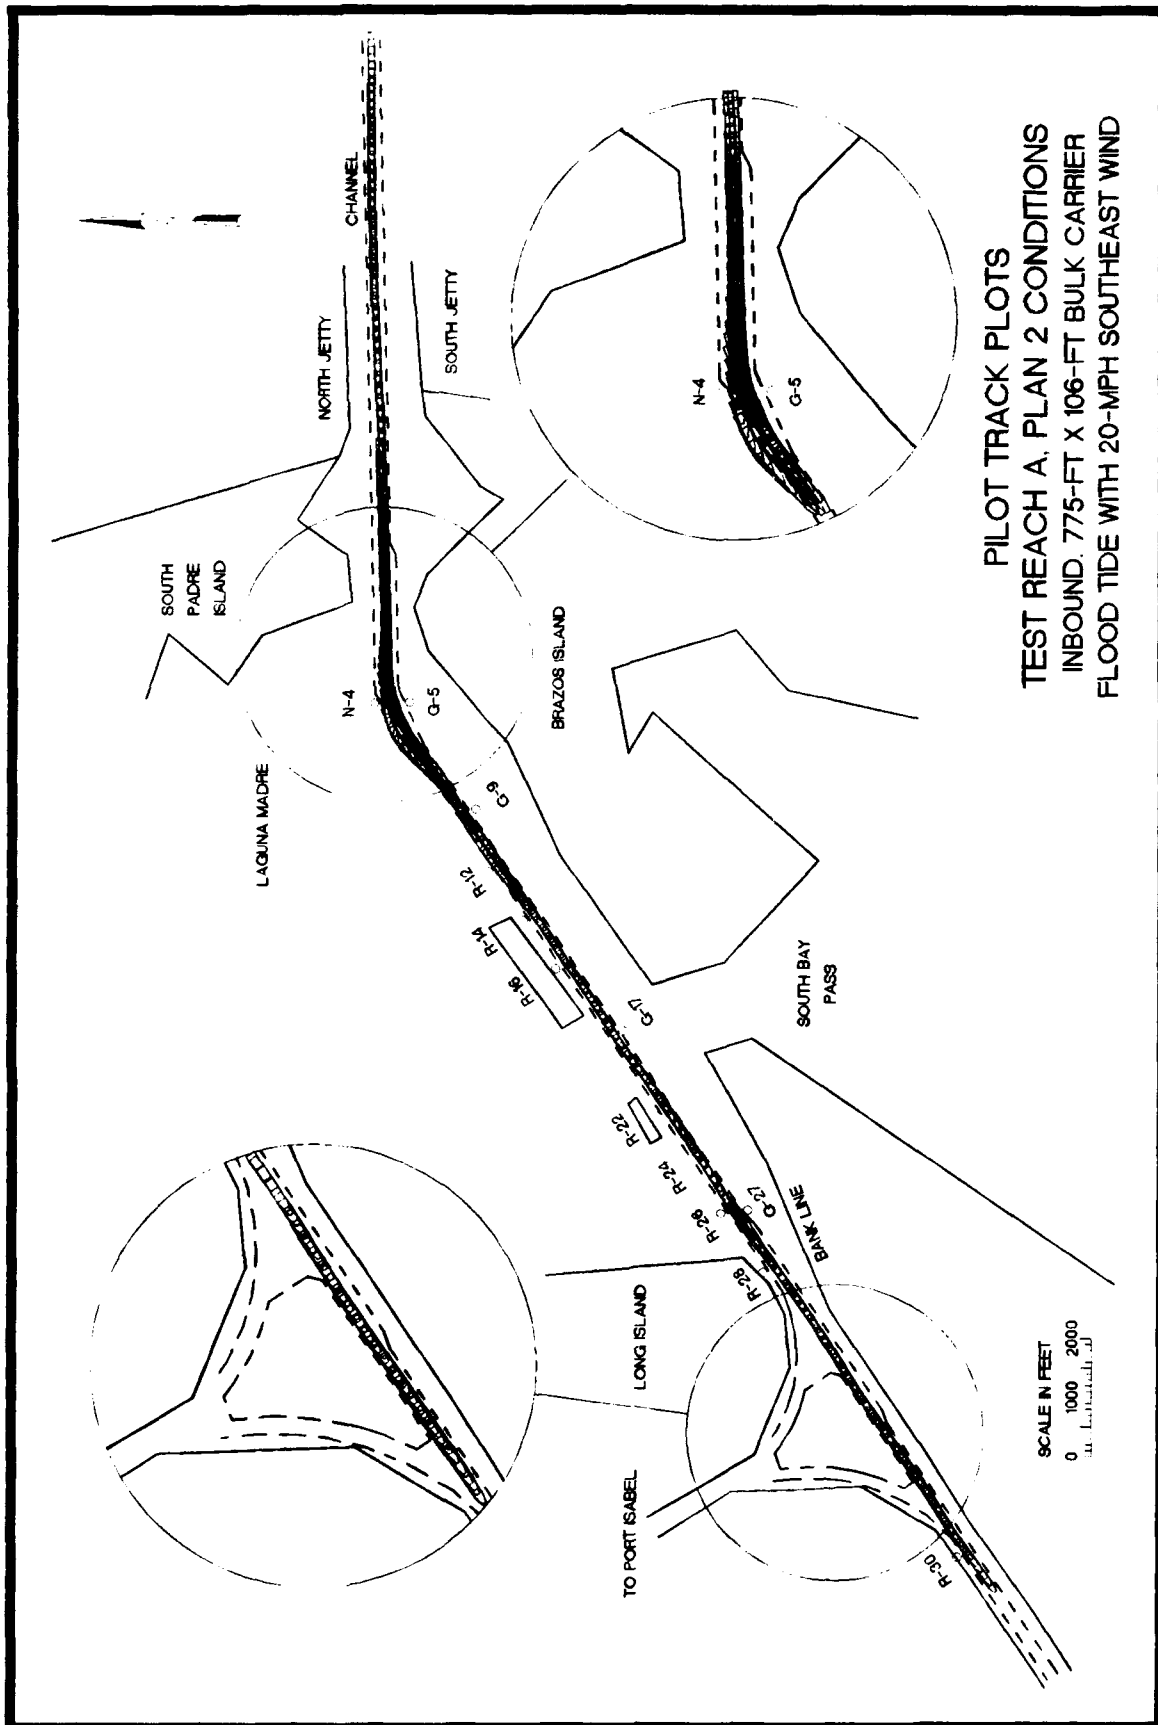 CHANNEL
NORTH JETTY
SOUTH JETTY
SOUTH
PADRE
ISLAND
LAGUNA MADRE
N-4
G-5
BRAZOS ISLAND
G-9
R-12
R-14
R-16
G-17
SOUTH BAY
PASS
R-22
R-24
R-26
G-27
BANK LINE
R-28
LONG ISLAND
TO PORT ISABEL
R-30
N-4
G-5
SCALE IN FEET
0 1000 2000
PILOT TRACK PLOTS
TEST REACH A, PLAN 2 CONDITIONS
INBOUND. 775-FT X 106-FT BULK CARRIER
FLOOD TIDE WITH 20-MPH SOUTHEAST WIND